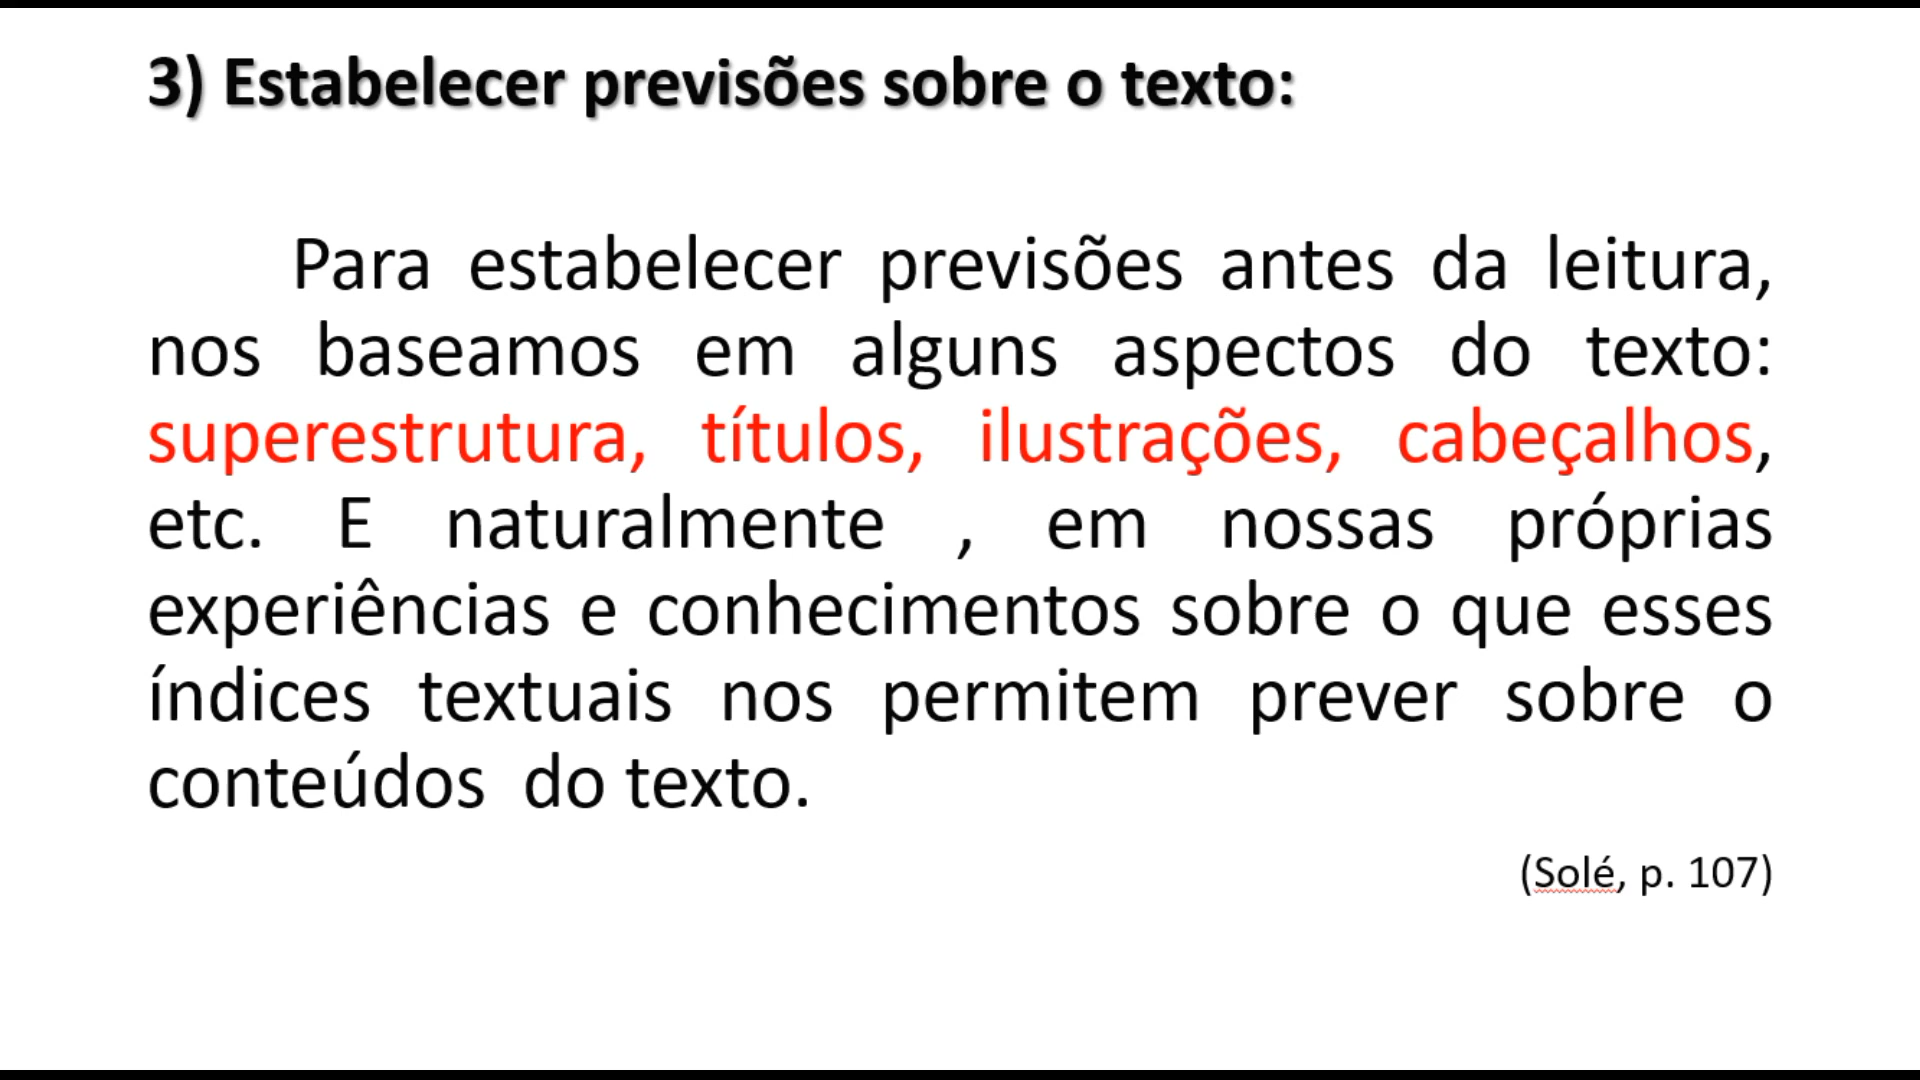 3) Estabelecer previsões sobre o texto:
Para estabelecer previsões antes da leitura,
nos baseamos em alguns aspectos do texto:
superestrutura, títulos, ilustrações, cabeçalhos,
etc. E naturalmente , em nossas próprias
experiências e conhecimentos sobre o que esses
índices textuais nos permitem prever sobre o
conteúdos  do texto.
(Solé, p. 107)